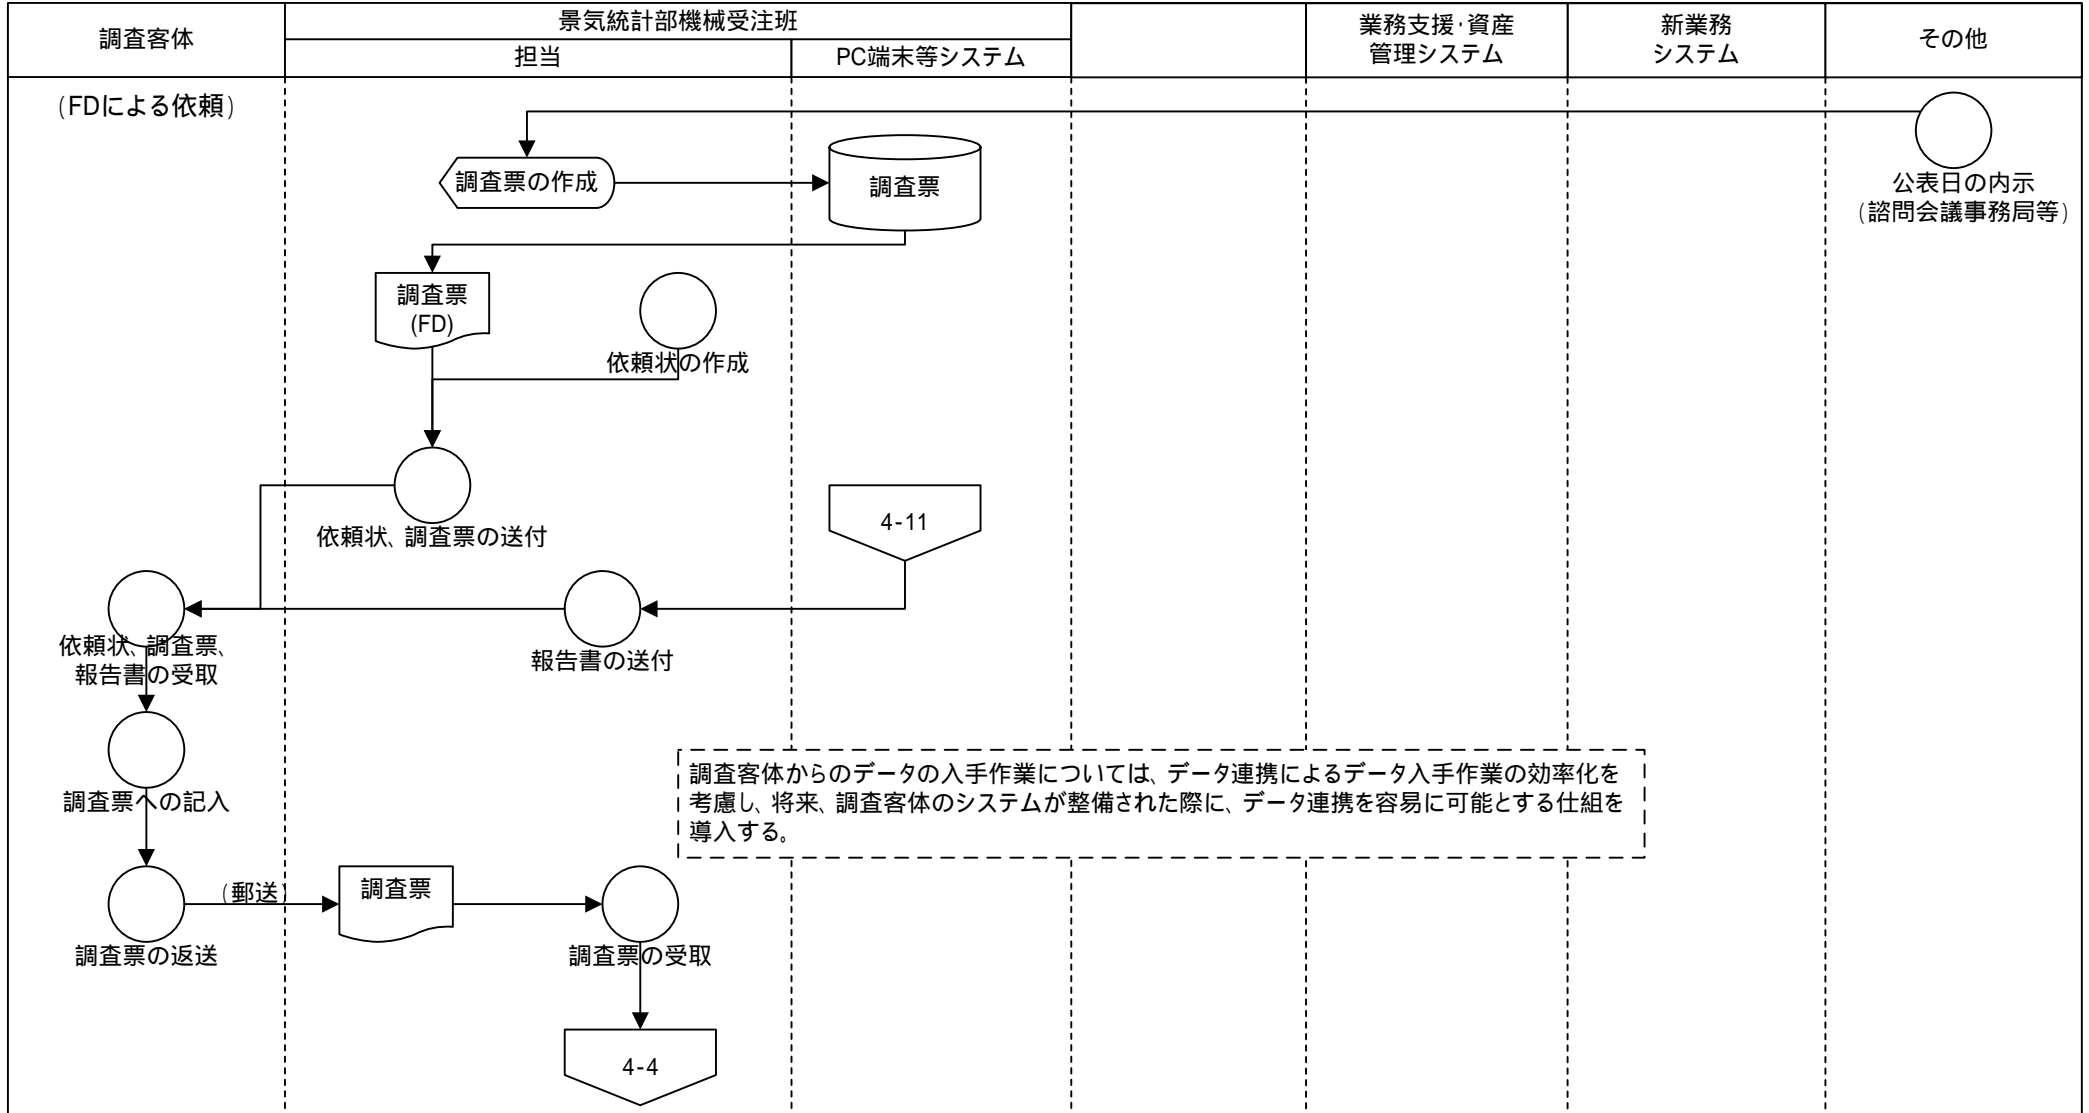 調査客体
景気統計部機械受注班
担当
PC端末等システム
業務支援・資産
管理システム
新業務
システム
その他
(FDによる依頼)
調査票の作成
調査票
公表日の内示
(諮問会議事務局等)
調査票
(FD)
依頼状の作成
依頼状、調査票の送付
4-11
依頼状、調査票、
報告書の受取
報告書の送付
調査票への記入
調査客体からのデータの入手作業については、データ連携によるデータ入手作業の効率化を
考慮し、将来、調査客体のシステムが整備された際に、データ連携を容易に可能とする仕組を
導入する。
(郵送)
調査票
調査票の返送
調査票の受取
4-4